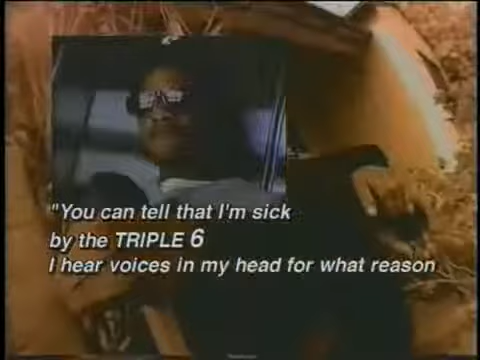 "You can tell that I'm sick
by the TRIPLE 6
I hear voices in my head for what reason